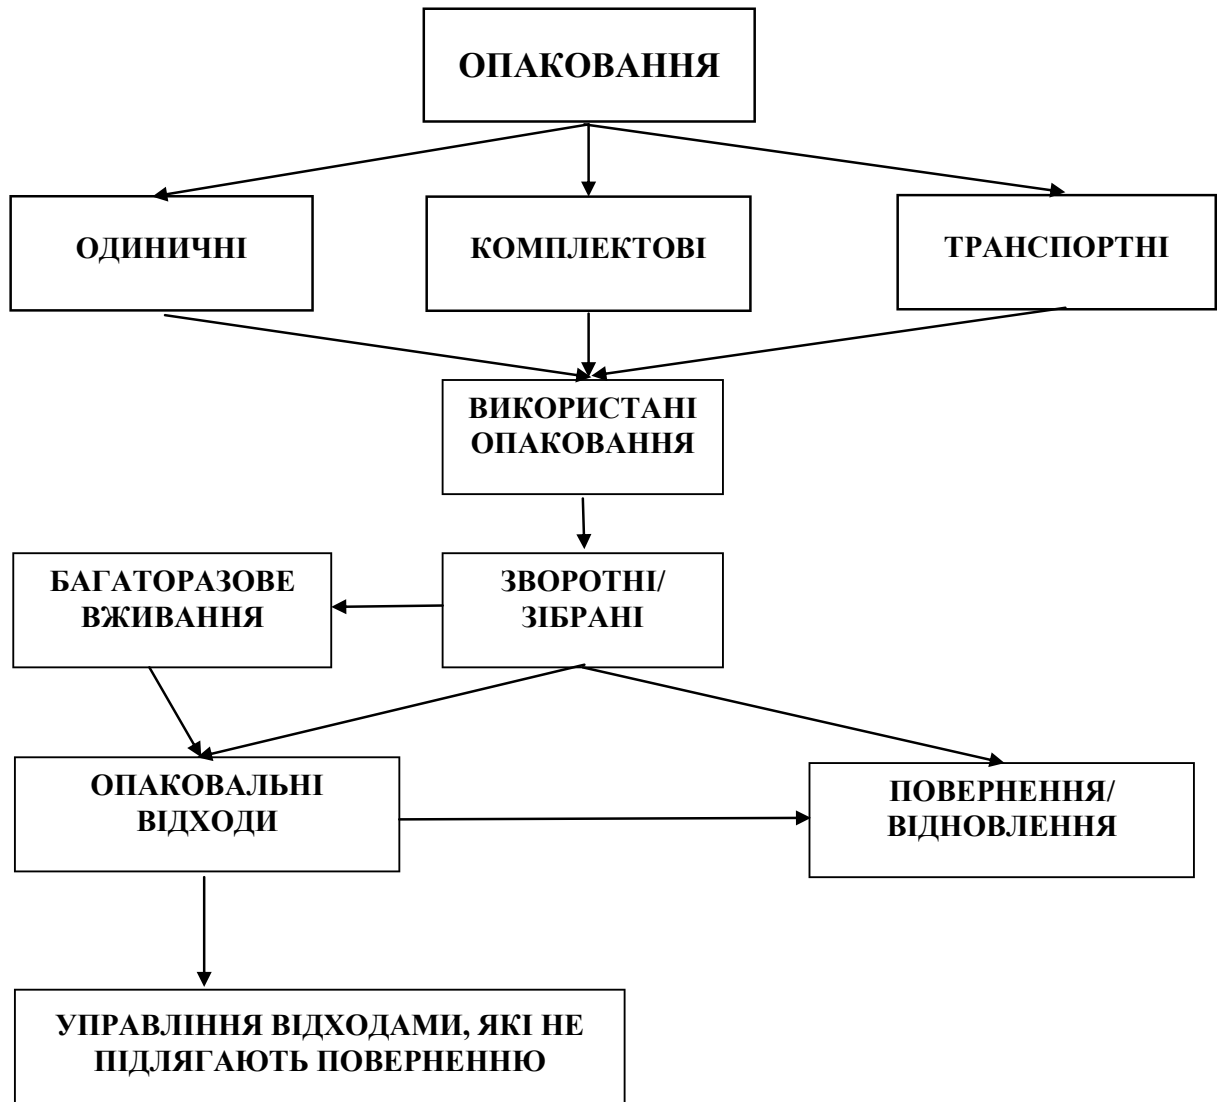 ОПАКОВАННЯ
ОДИНИЧНІ
КОМПЛЕКТОВІ
ТРАНСПОРТНІ
ВИКОРИСТАНІ
ОПАКОВАННЯ
БАГАТОРАЗОВЕ
ВЖИВАННЯ
ЗВОРОТНІ/
ЗІБРАНІ
ОПАКОВАЛЬНІ
ВІДХОДИ
ПОВЕРНЕННЯ/
ВІДНОВЛЕННЯ
УПРАВЛІННЯ ВІДХОДАМИ, ЯКІ НЕ
ПІДЛЯГАЮТЬ ПОВЕРНЕННЮ